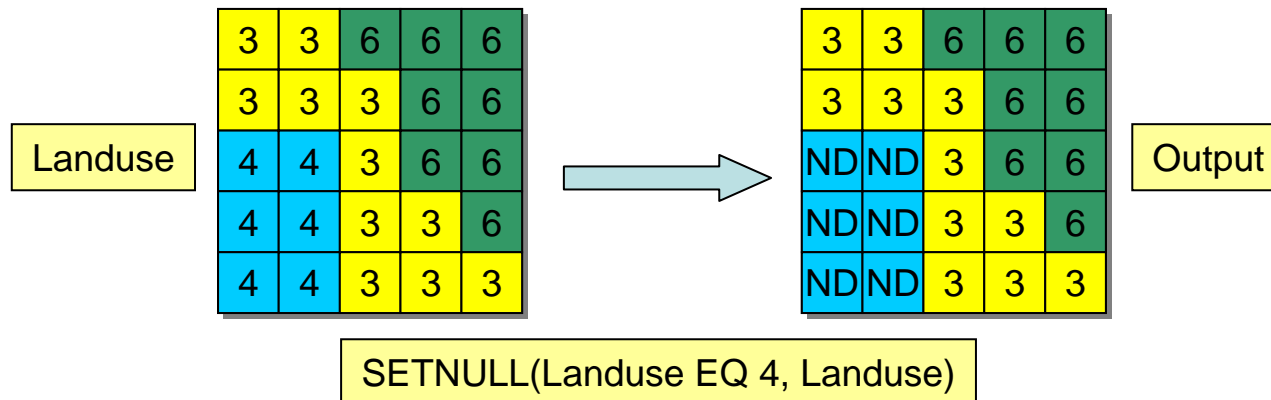 3 3 6 6 6 3 3 6 6 6
3 3 3 6 6 3 3 3 6 6
Landuse 4 4 3 6 6 ND ND 3 6 6 Output
4 4 3 3 6 ND ND 3 3 6
4 4 3 3 3 ND ND 3 3 3
SETNULL(Landuse EQ 4, Landuse)